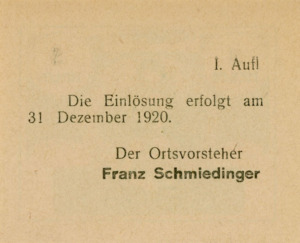 I. Aufl
Die Einlösung erfolgt am
31 Dezember 1920.
Der Ortsvorsteher
Franz Schmiedinger